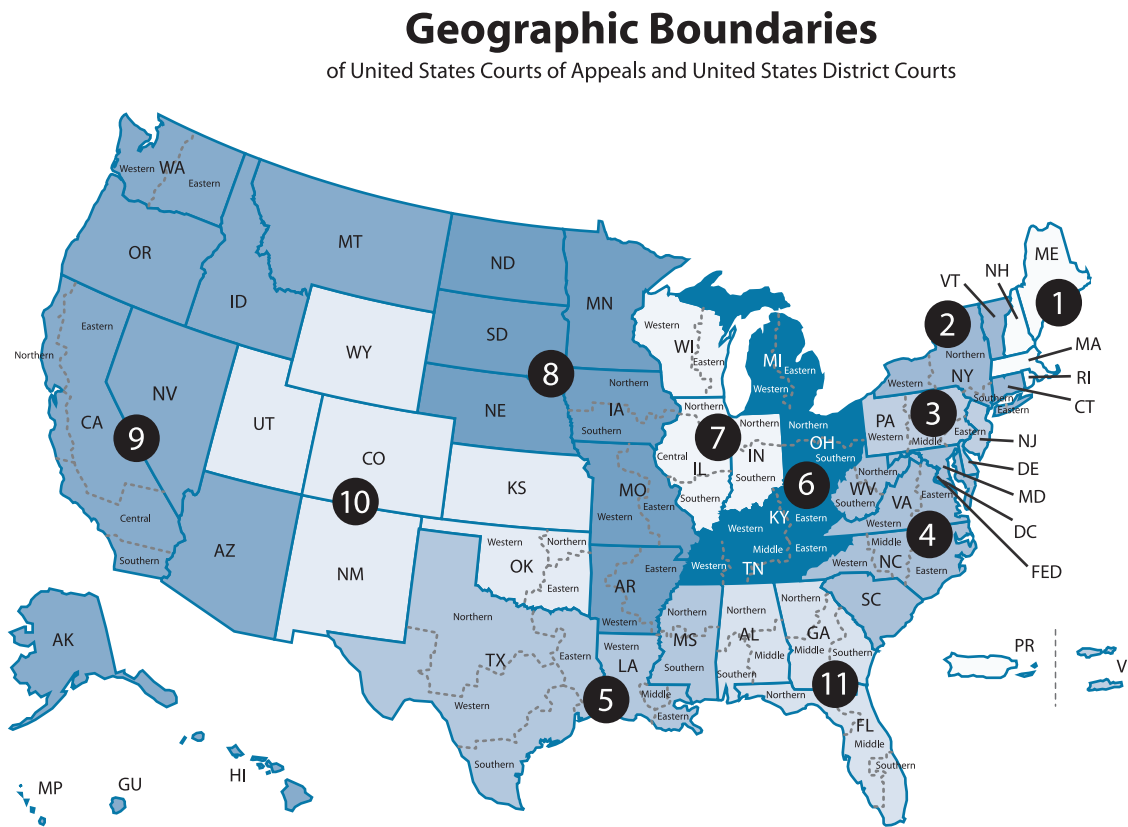 Geographic Boundaries
of United States Courts of Appeals and United States District Courts
Western WA
Eastern
OR
MT
ID
ND
MN
SD
WY
NE
8
Northern
IA
Southern
Eastern
Northern
CA
NV
9
Central
Southern
UT
CO
10
KS
AZ
NM
Western
Northern
OK
Eastern
MO
Western
Eastern
AR
Eastern
Western
Western
WI
Eastern
Northern
7
Central
IL
Southern
Northern
IN
Southern
MI
Eastern
Western
Northern
OH
Southern
6
KY
Western
Eastern
Western
Middle
Eastern
TN
ME
1
NH
VT
2
Northern
Western
NY
Southern
Eastern
MA
RI
CT
3
PA
Western
Middle
Eastern
NJ
DE
MD
DC
FED
Northern
WV
Southern
VA
Eastern
Western
4
Middle
NC
Western
Eastern
SC
Northern
TX
Eastern
Western
Southern
Western
LA
5
Middle
Eastern
Northern
MS
Southern
Northern
AL
Middle
Southern
Northern
GA
Middle
Southern
11
Northern
FL
Middle
Southern
AK
HI
MP
GU
PR
V